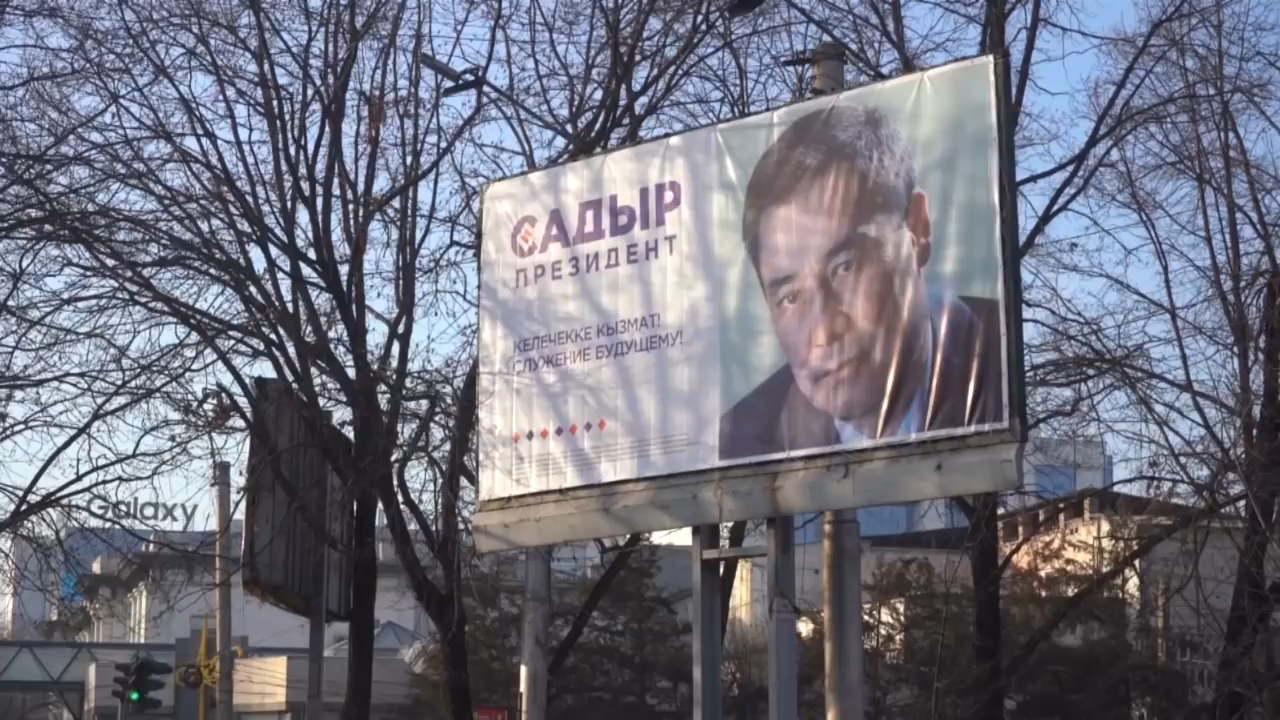 САДЫР
ПРЕЗИДЕНТ
КЕЛЕЧЕККЕ КЫЗМАТ!
СЛУЖЕНИЕ БУДУЩЕМУ!
Galaxy